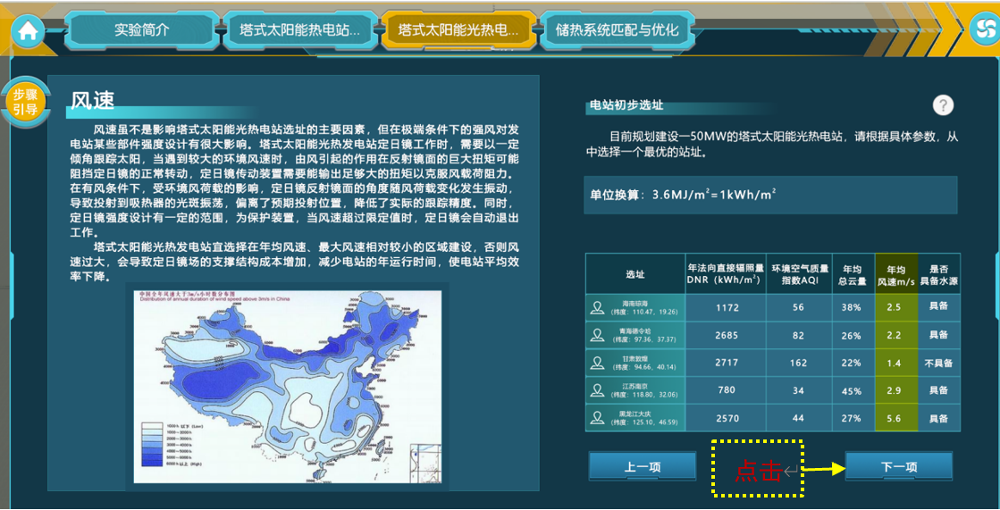 实验简介
塔式太阳能热电站...
塔式太阳能光热电...
储热系统匹配与优化
步骤
引导
风速
风速虽不是影响塔式太阳能光热电站选址的主要因素，但在极端条件下的强风对发
电站某些部件强度设计有很大影响。塔式太阳能光热发电站定日镜工作时，需要以一定
倾角跟踪太阳，当遇到较大的环境风速时，由风引起的作用在反射镜面的巨大扭矩可能
阻挡定日镜的正常转动，定日镜传动装置需要能输出足够大的扭矩以克服风载荷阻力。
在有风条件下，受环境风荷载的影响，定日镜反射镜面的角度随风荷载变化发生振动，
导致投射到吸热器的光斑振荡，偏离了预期投射位置，降低了实际的跟踪精度。同时，
定日镜强度设计有一定的范围，为保护装置，当风速超过限定值时，定日镜会自动退出
工作。
塔式太阳能光热发电站宜选择在年均风速、最大风速相对较小的区域建设，否则风
速过大，会导致定日镜场的支撑结构成本增加，减少电站的年运行时间，使电站平均效
率下降。
中国全年风速大于3m/s小时数分布图
Distribution of annual duration of wind speed above 3m/s in China
1000 h 以下 (Low)
1000~2000 h
2000~3000 h
3000~4000 h
4000~5000 h
5000~6000 h
6000 h 以上 (High)
电站初步选址
?
目前规划建设一50MW的塔式太阳能光热电站，请根据具体参数，从
中选择一个最优的站址。
单位换算：3.6MJ/m²=1kWh/m²
选址 年法向直接辐照量 DNR（kWh/m²） 环境空气质量 指数AQI 年均 总云量 年均 风速m/s 是否 具备水源
海南琼海 (纬度：110.47，19.26) 1172 56 38% 2.5 具备
青海德令哈 (纬度：97.36，37.37) 2685 82 26% 2.2 具备
甘肃敦煌 (纬度：94.66，40.14) 2717 162 22% 1.4 不具备
江苏南京 (纬度：118.80，32.06) 780 34 45% 2.9 具备
黑龙江大庆 (纬度：125.10，46.59) 2570 44 27% 5.6 具备
上一项
点击
下一项